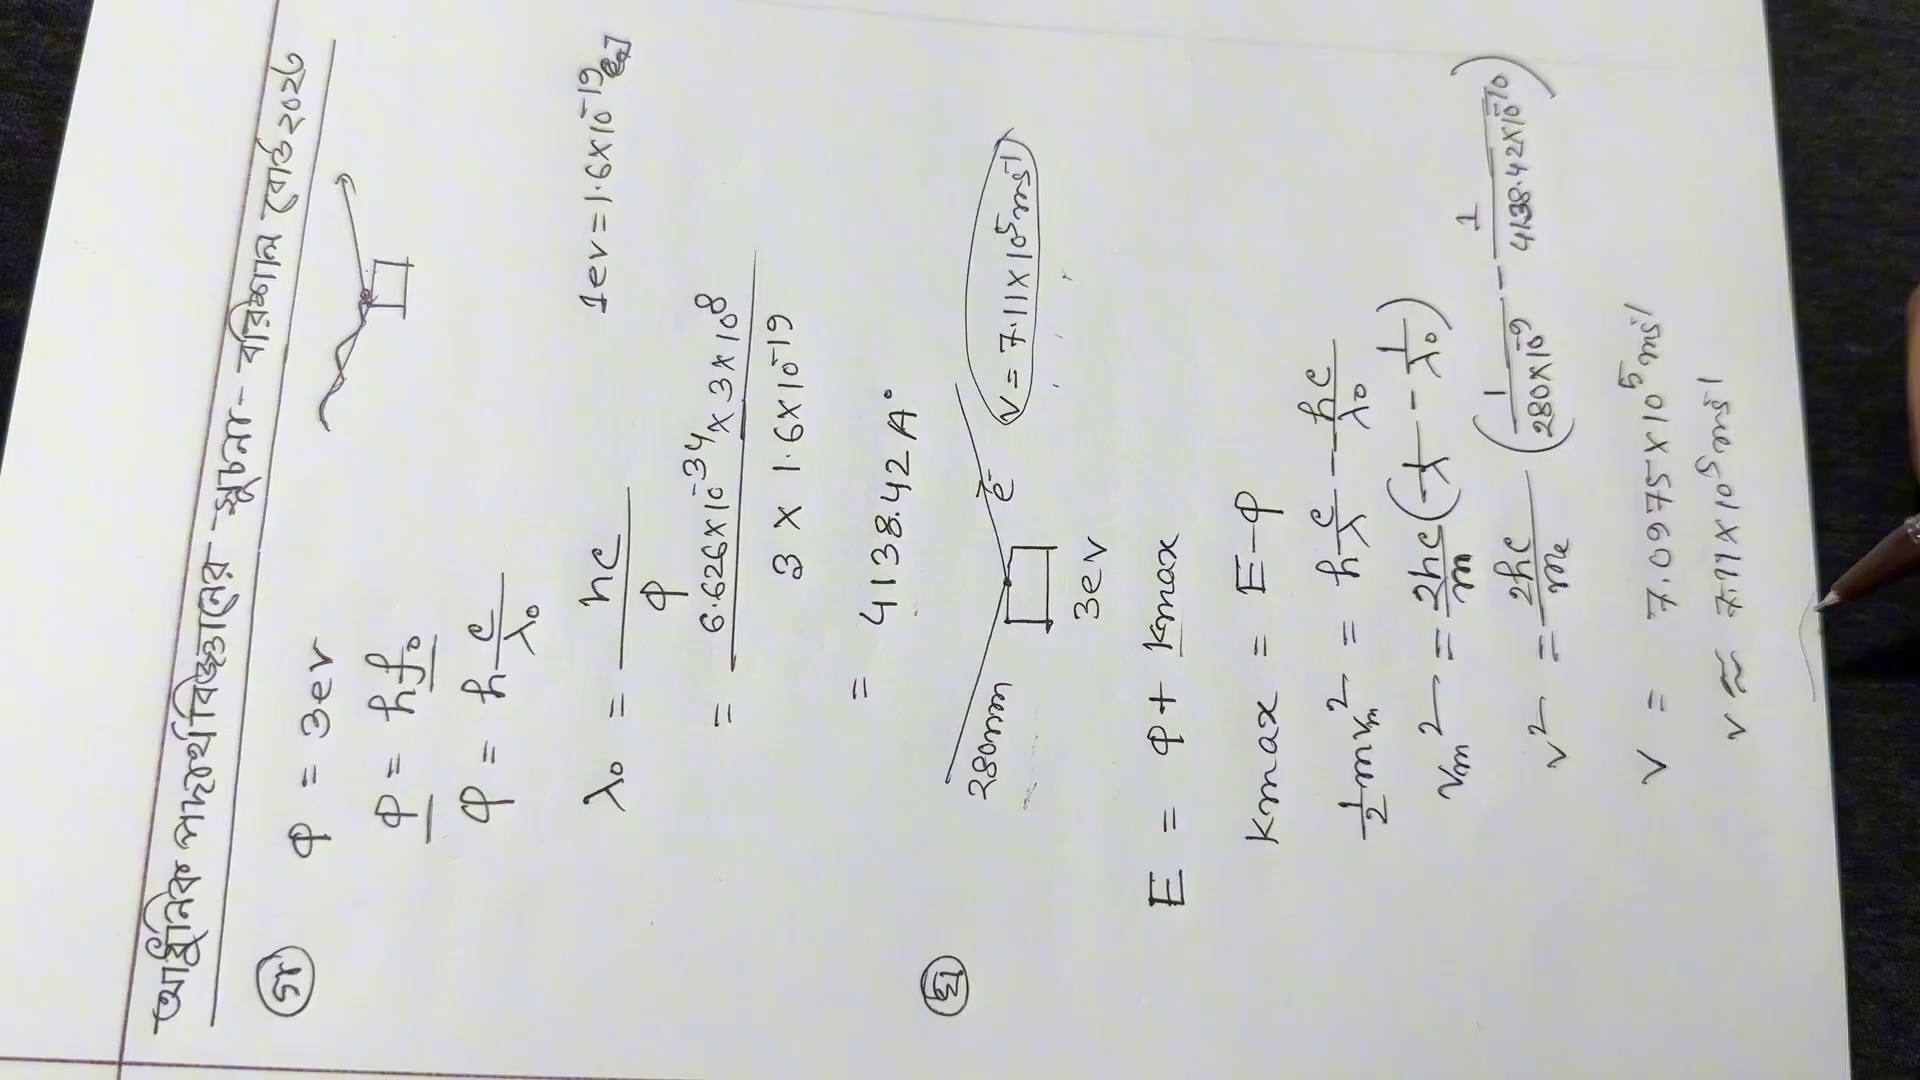 আধুনিক পদার্থবিজ্ঞানের সূচনা - বরিশাল বোর্ড ২০২৬
গ
φ = 3ev
φ = hf₀
φ = h c/λ₀
λ₀ = hc/φ 1ev = 1.6×10⁻¹⁹
= 6.626×10⁻³⁴ × 3×10⁸ / 3 × 1.6×10⁻¹⁹
= 4138.42 A°
ঘ
280nm e⁻ v = 7.11×10⁵ms⁻¹
3ev
E = φ + kmax
kmax = E-φ
½mvₘ² = h c/λ - hc/λ₀
vₘ² = 2hc/m (1/λ - 1/λ₀)
v² = 2hc/mₑ (1/280×10⁻⁹ - 1/4138.42×10⁻¹⁰)
v = 7.0975×10⁵ms⁻¹
v ≈ 7.11×10⁵ms⁻¹